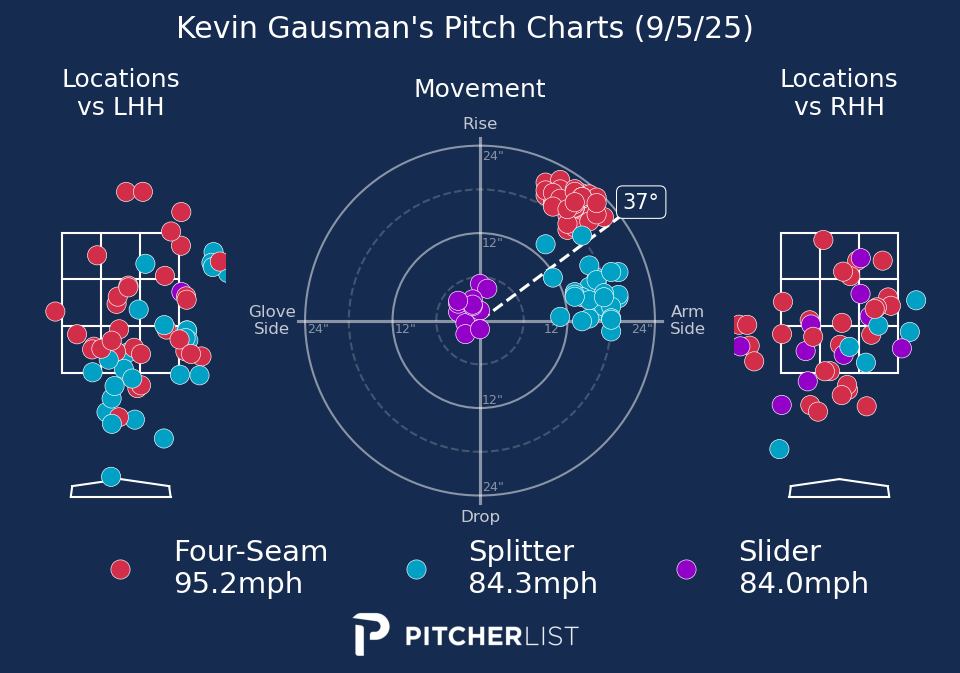 Kevin Gausman's Pitch Charts (9/5/25)
Locations
vs LHH
Movement
Locations
vs RHH
Rise
24"
37°
12"
Glove
Side
24"
12"
12"
24"
Arm
Side
12"
24"
Drop
Four-Seam
95.2mph
Splitter
84.3mph
Slider
84.0mph
PITCHERLIST